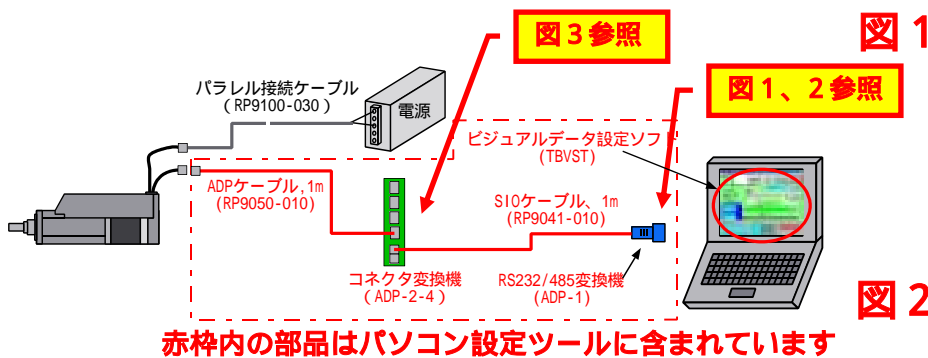 図1
図3参照
図1、2参照
パラレル接続ケーブル
(RP9100-030)
電源
ビジュアルデータ設定ソフ
(TBVST)
ADPケーブル,1m
(RP9050-010)
SIOケーブル、1m
(RP9041-010)
コネクタ変換機
(ADP-2-4)
RS232/485変換機
(ADP-1)
図2
赤枠内の部品はパソコン設定ツールに含まれています